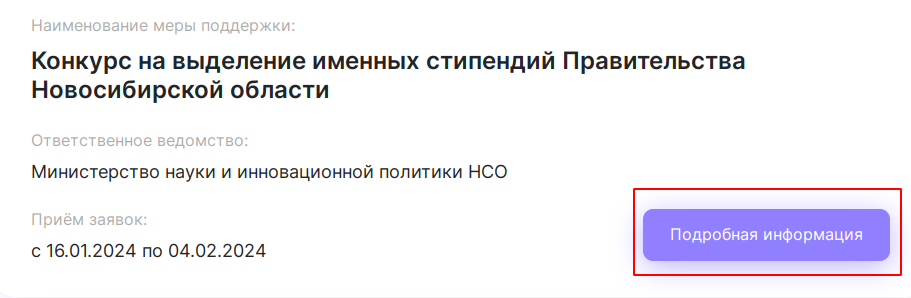 Наименование меры поддержки:
Конкурс на выделение именных стипендий Правительства
Новосибирской области
Ответственное ведомство:
Министерство науки и инновационной политики НСО
Приём заявок:
с 16.01.2024 по 04.02.2024
Подробная информация